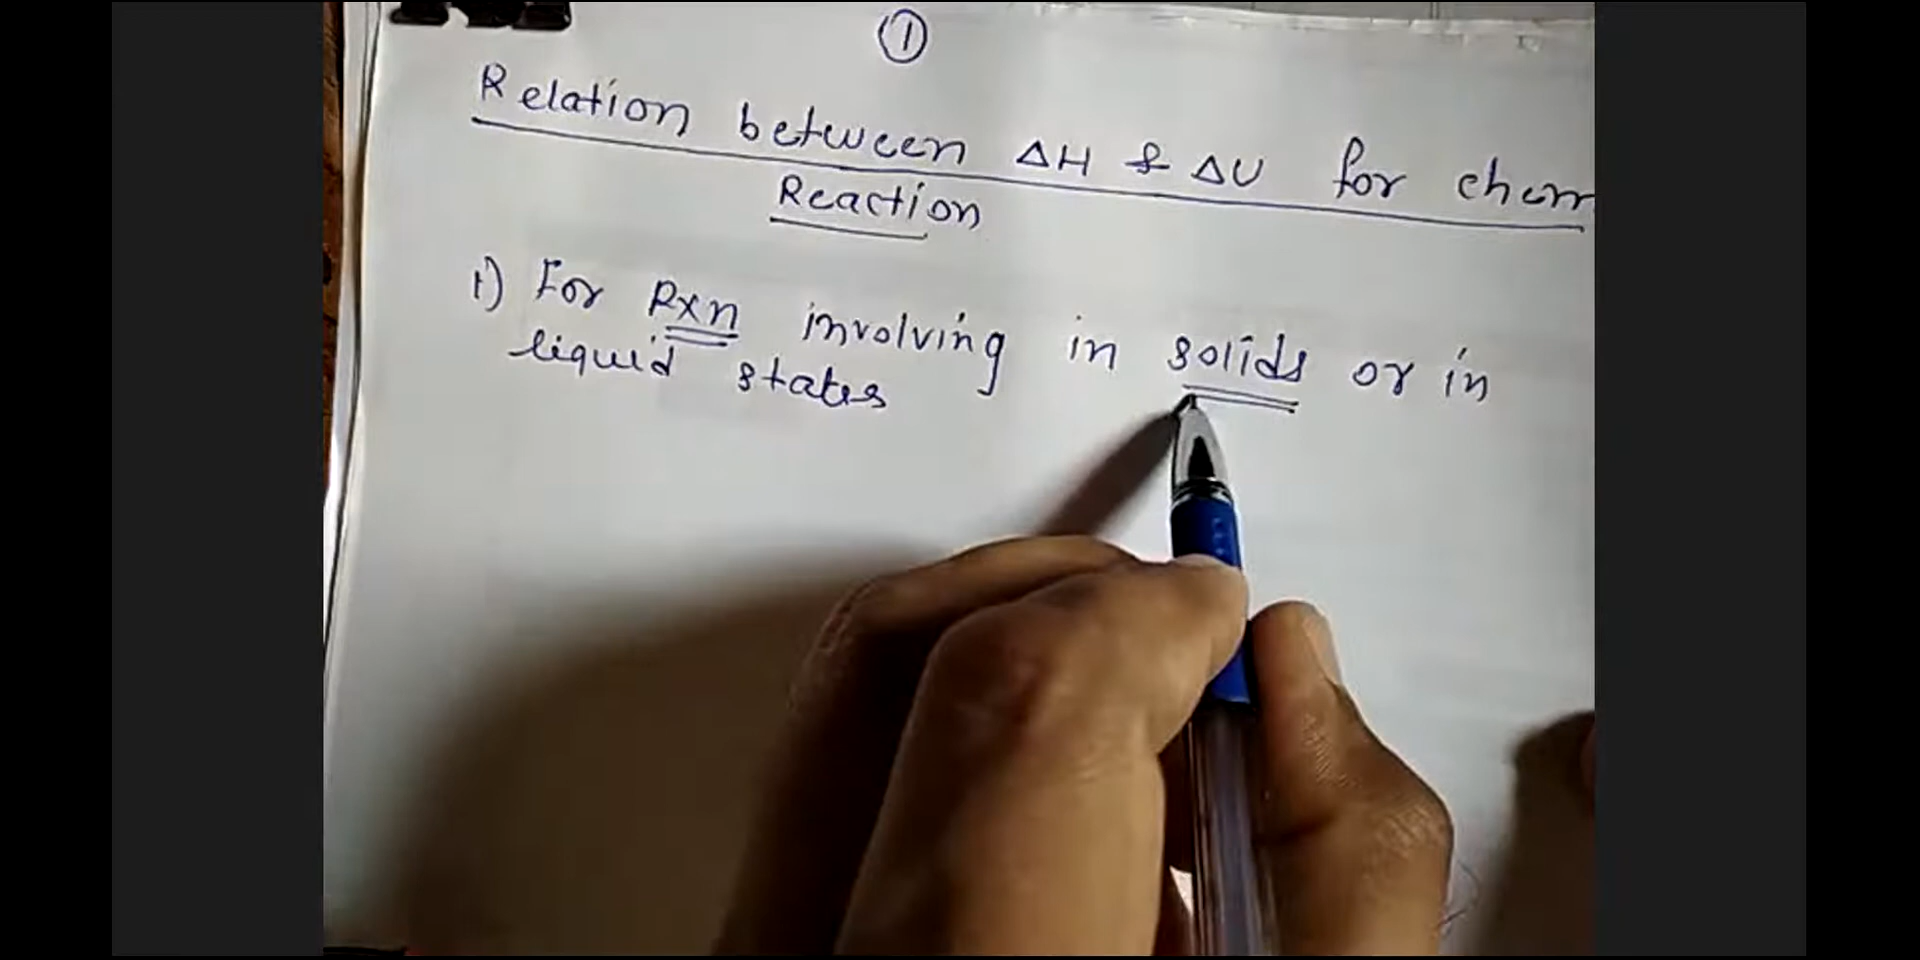 ①
Relation between ΔH & ΔU for chem
Reaction
1) For Rxn involving in solids or in
liquid states